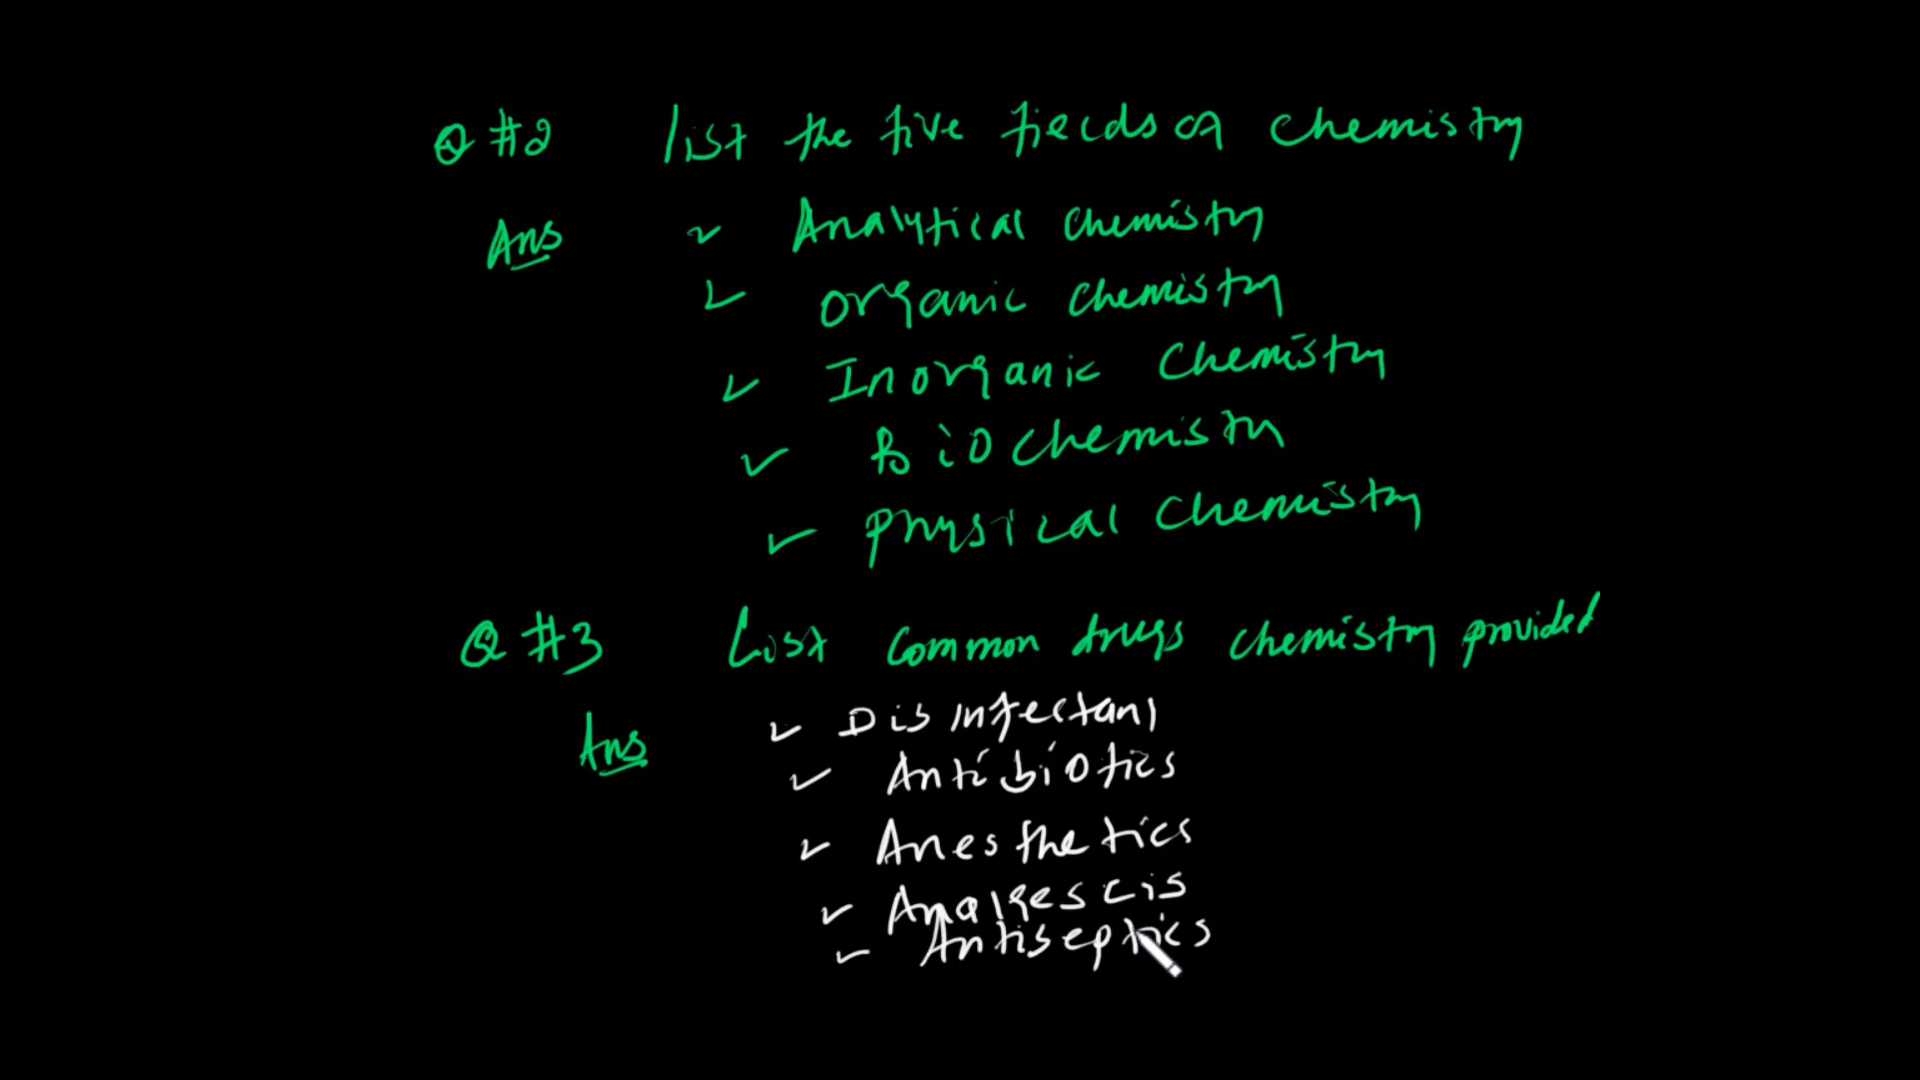 Q #2 List the five fields of chemistry
Ans ✓ Analytical chemistry
✓ Organic chemistry
✓ Inorganic Chemistry
✓ Biochemistry
✓ Physical Chemistry
Q #3 List common drugs chemistry provided
Ans ✓ Disinfectant
✓ Antibiotics
✓ Anesthetics
✓ Analgescis
✓ Antiseptics